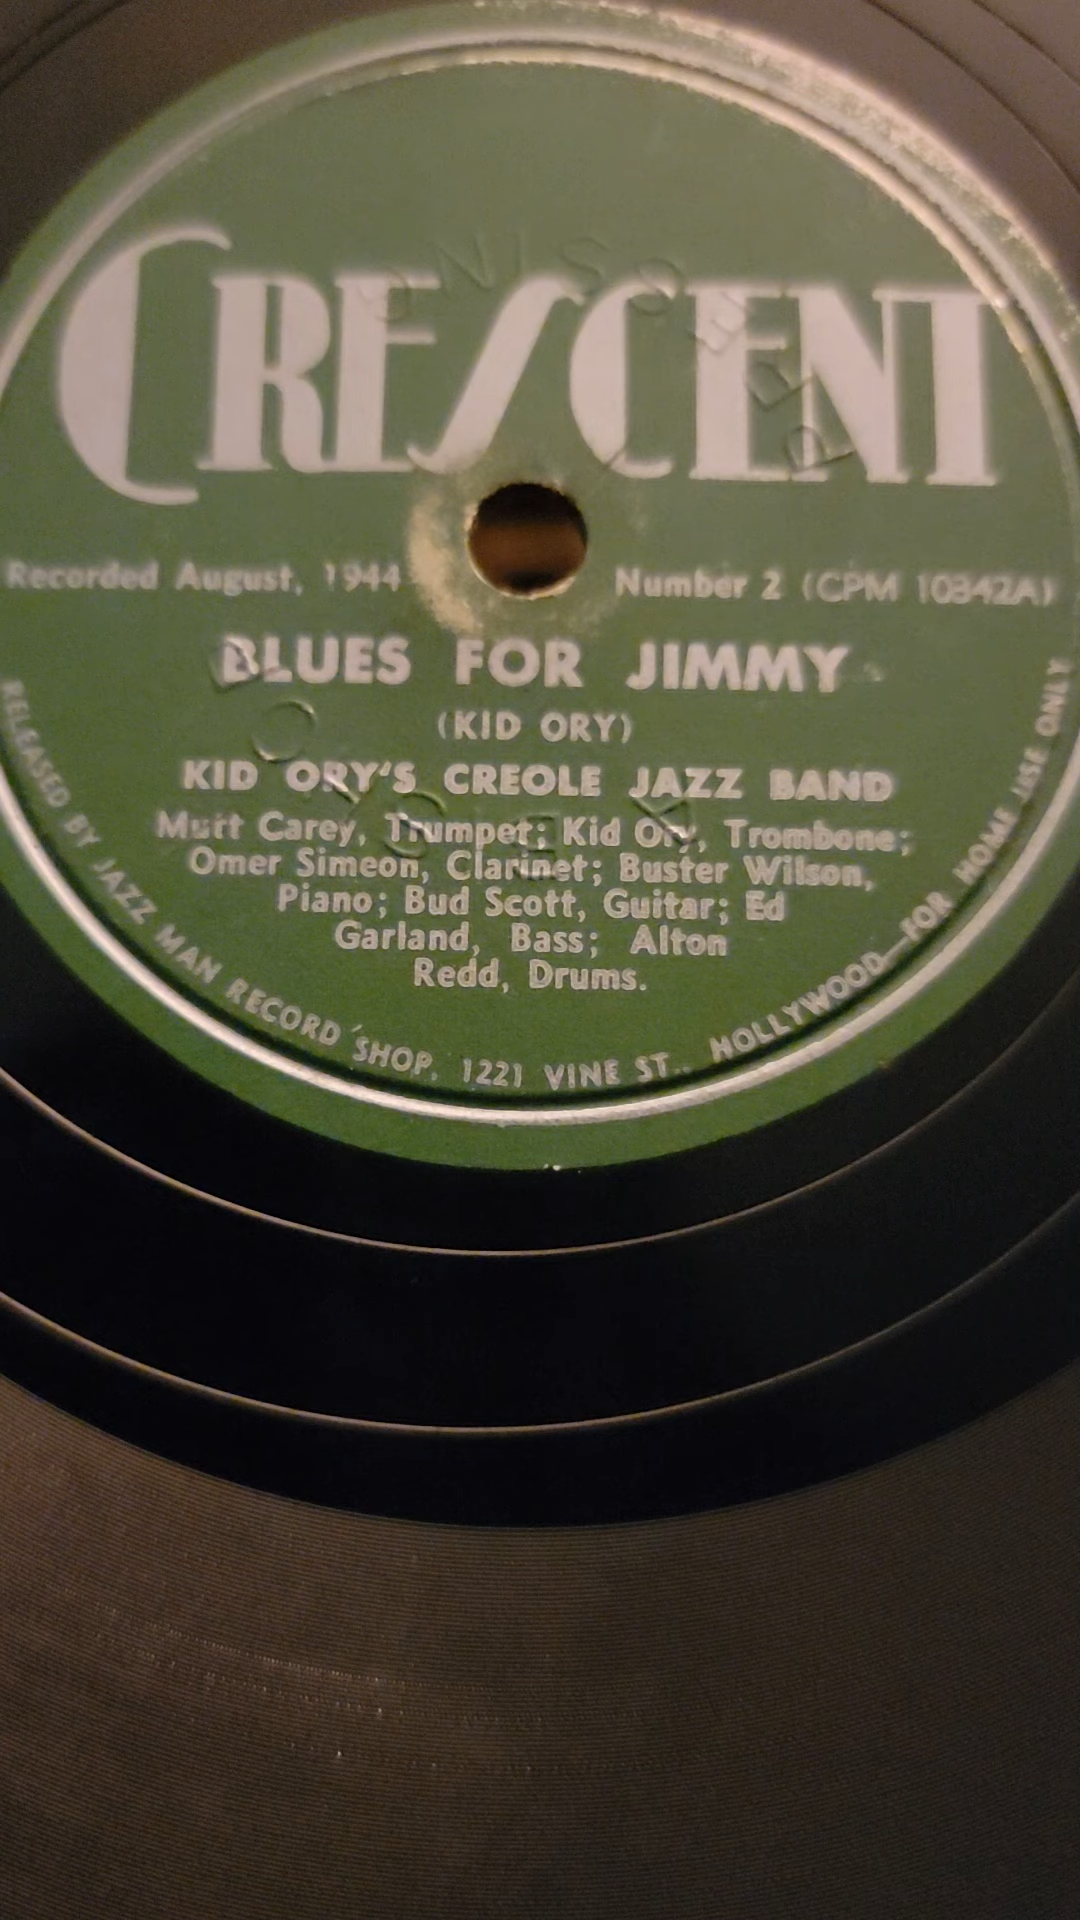 CRESCENT
Recorded August, 1944
Number 2 (CPM 10342A)
BLUES FOR JIMMY
(KID ORY)
KID ORY'S CREOLE JAZZ BAND
Mutt Carey, Trumpet; Kid Ory, Trombone;
Omer Simeon, Clarinet; Buster Wilson,
Piano; Bud Scott, Guitar; Ed
Garland, Bass; Alton
Redd, Drums.
RELEASED BY JAZZ MAN RECORD SHOP, 1221 VINE ST., HOLLYWOOD—FOR HOME USE ONLY